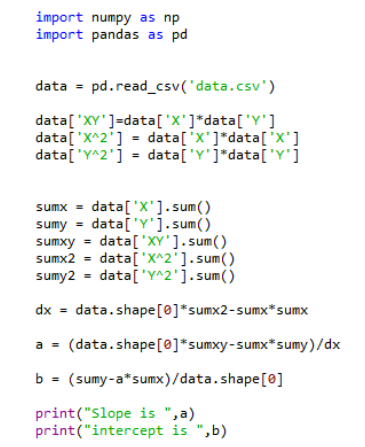 import numpy as np
import pandas as pd
data = pd.read_csv('data.csv')
data['XY']=data['X']*data['Y']
data['X^2'] = data['X']*data['X']
data['Y^2'] = data['Y']*data['Y']
sumx = data['X'].sum()
sumy = data['Y'].sum()
sumxy = data['XY'].sum()
sumx2 = data['X^2'].sum()
sumy2 = data['Y^2'].sum()
dx = data.shape[0]*sumx2-sumx*sumx
a = (data.shape[0]*sumxy-sumx*sumy)/dx
b = (sumy-a*sumx)/data.shape[0]
print("Slope is ",a)
print("intercept is ",b)